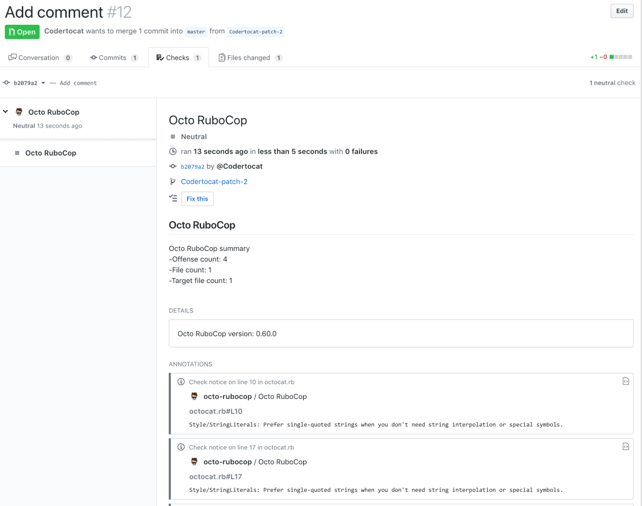 Add comment #12
Edit
Open Codertocat wants to merge 1 commit into master from Codertocat-patch-2
Conversation 0 Commits 1 Checks 1 Files changed 1 +1 −0
b2079a2 — Add comment 1 neutral check
Octo RuboCop
Neutral 13 seconds ago
Octo RuboCop
Octo RuboCop
Neutral
ran 13 seconds ago in less than 5 seconds with 0 failures
b2079a2 by @Codertocat
Codertocat-patch-2
Fix this
Octo RuboCop
Octo RuboCop summary
-Offense count: 4
-File count: 1
-Target file count: 1
DETAILS
Octo RuboCop version: 0.60.0
ANNOTATIONS
Check notice on line 10 in octocat.rb
octo-rubocop / Octo RuboCop
octocat.rb#L10
Style/StringLiterals: Prefer single-quoted strings when you don't need string interpolation or special symbols.
Check notice on line 17 in octocat.rb
octo-rubocop / Octo RuboCop
octocat.rb#L17
Style/StringLiterals: Prefer single-quoted strings when you don't need string interpolation or special symbols.